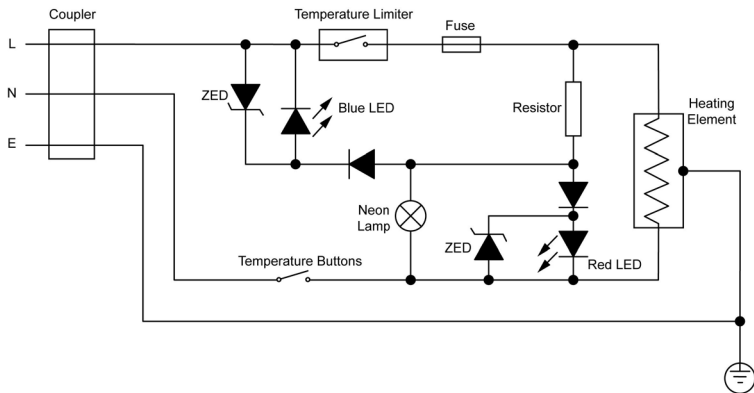 Coupler
Temperature Limiter
Fuse
L
ZED
Blue LED
N
Resistor
Heating
Element
E
Neon
Lamp
ZED
Temperature Buttons
Red LED